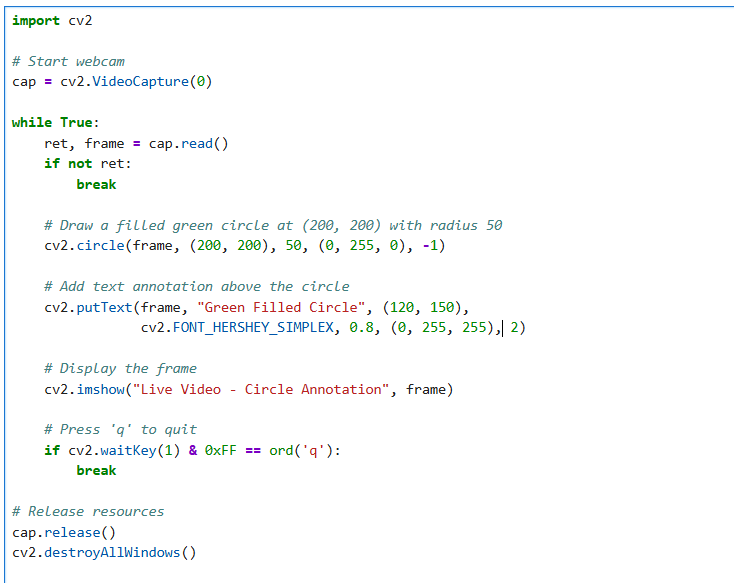 import cv2

# Start webcam
cap = cv2.VideoCapture(0)

while True:
    ret, frame = cap.read()
    if not ret:
        break

    # Draw a filled green circle at (200, 200) with radius 50
    cv2.circle(frame, (200, 200), 50, (0, 255, 0), -1)

    # Add text annotation above the circle
    cv2.putText(frame, "Green Filled Circle", (120, 150),
                cv2.FONT_HERSHEY_SIMPLEX, 0.8, (0, 255, 255), 2)

    # Display the frame
    cv2.imshow("Live Video - Circle Annotation", frame)

    # Press 'q' to quit
    if cv2.waitKey(1) & 0xFF == ord('q'):
        break

# Release resources
cap.release()
cv2.destroyAllWindows()